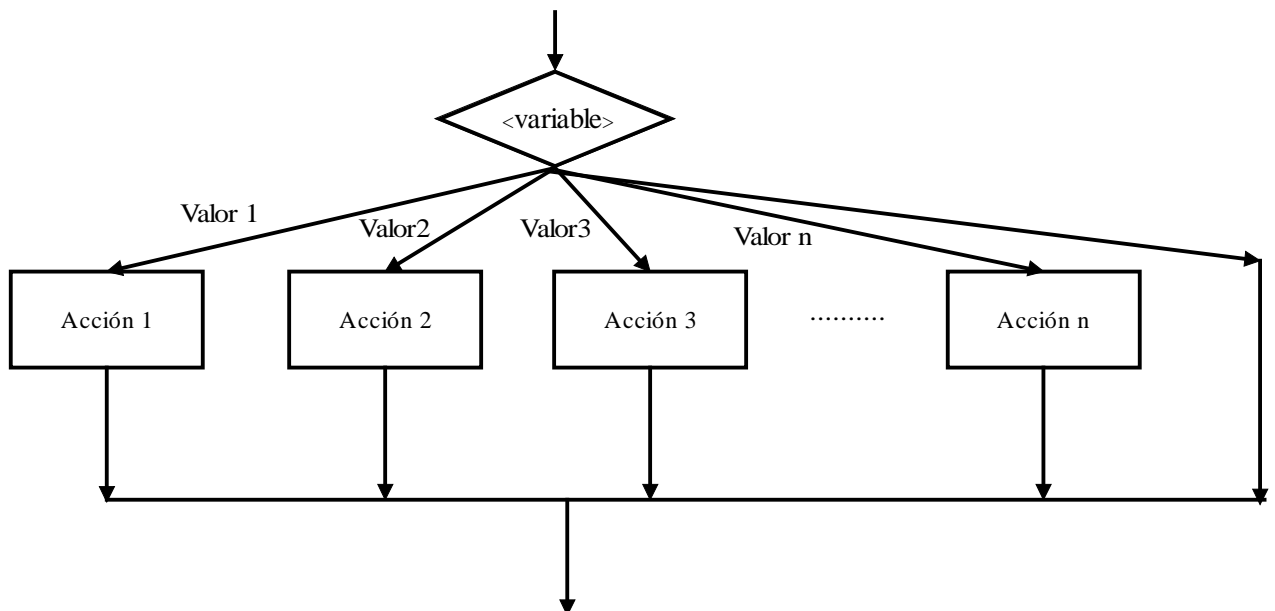 <variable>
Valor 1
Valor2
Valor3
Valor n
Acción 1
Acción 2
Acción 3
..........
Acción n